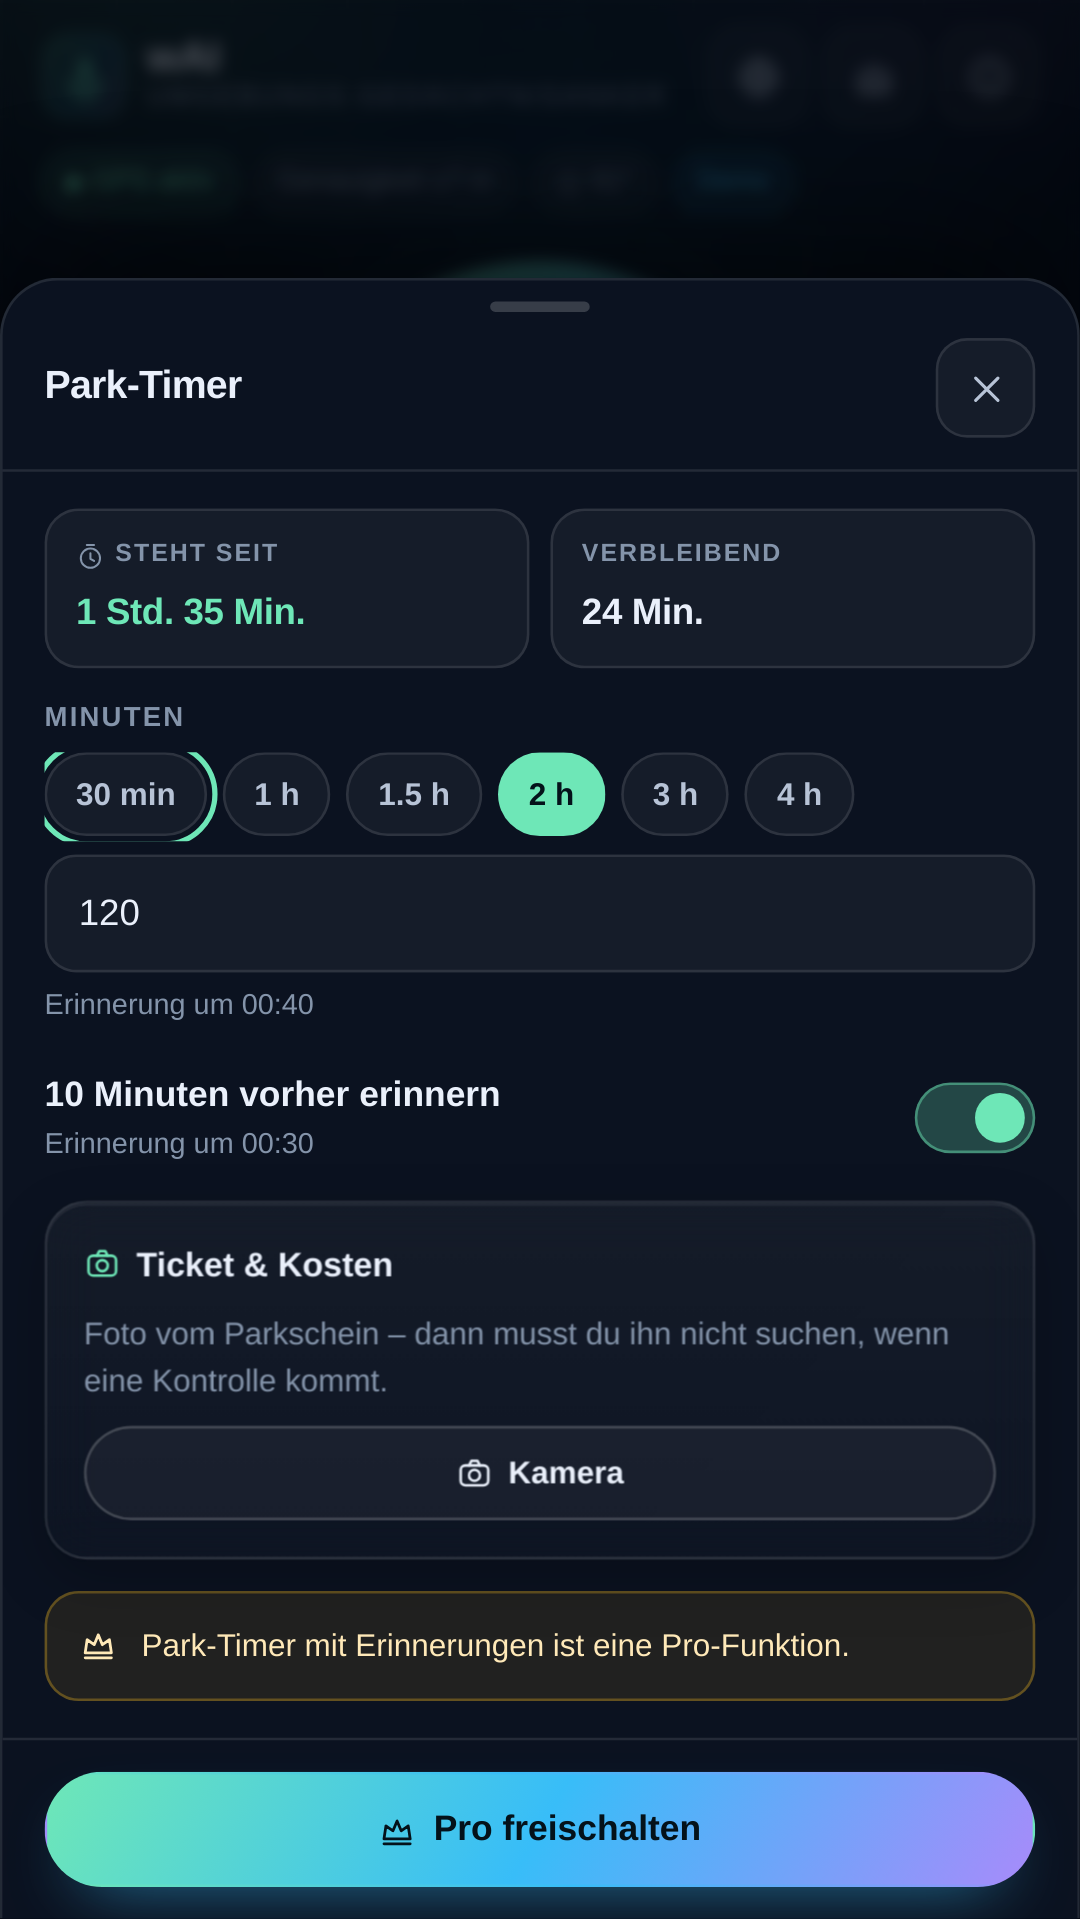 Park-Timer
STEHT SEIT
1 Std. 35 Min.
VERBLEIBEND
24 Min.
MINUTEN
30 min
1 h
1.5 h
2 h
3 h
4 h
120
Erinnerung um 00:40
10 Minuten vorher erinnern
Erinnerung um 00:30
Ticket & Kosten
Foto vom Parkschein – dann musst du ihn nicht suchen, wenn
eine Kontrolle kommt.
Kamera
Park-Timer mit Erinnerungen ist eine Pro-Funktion.
Pro freischalten